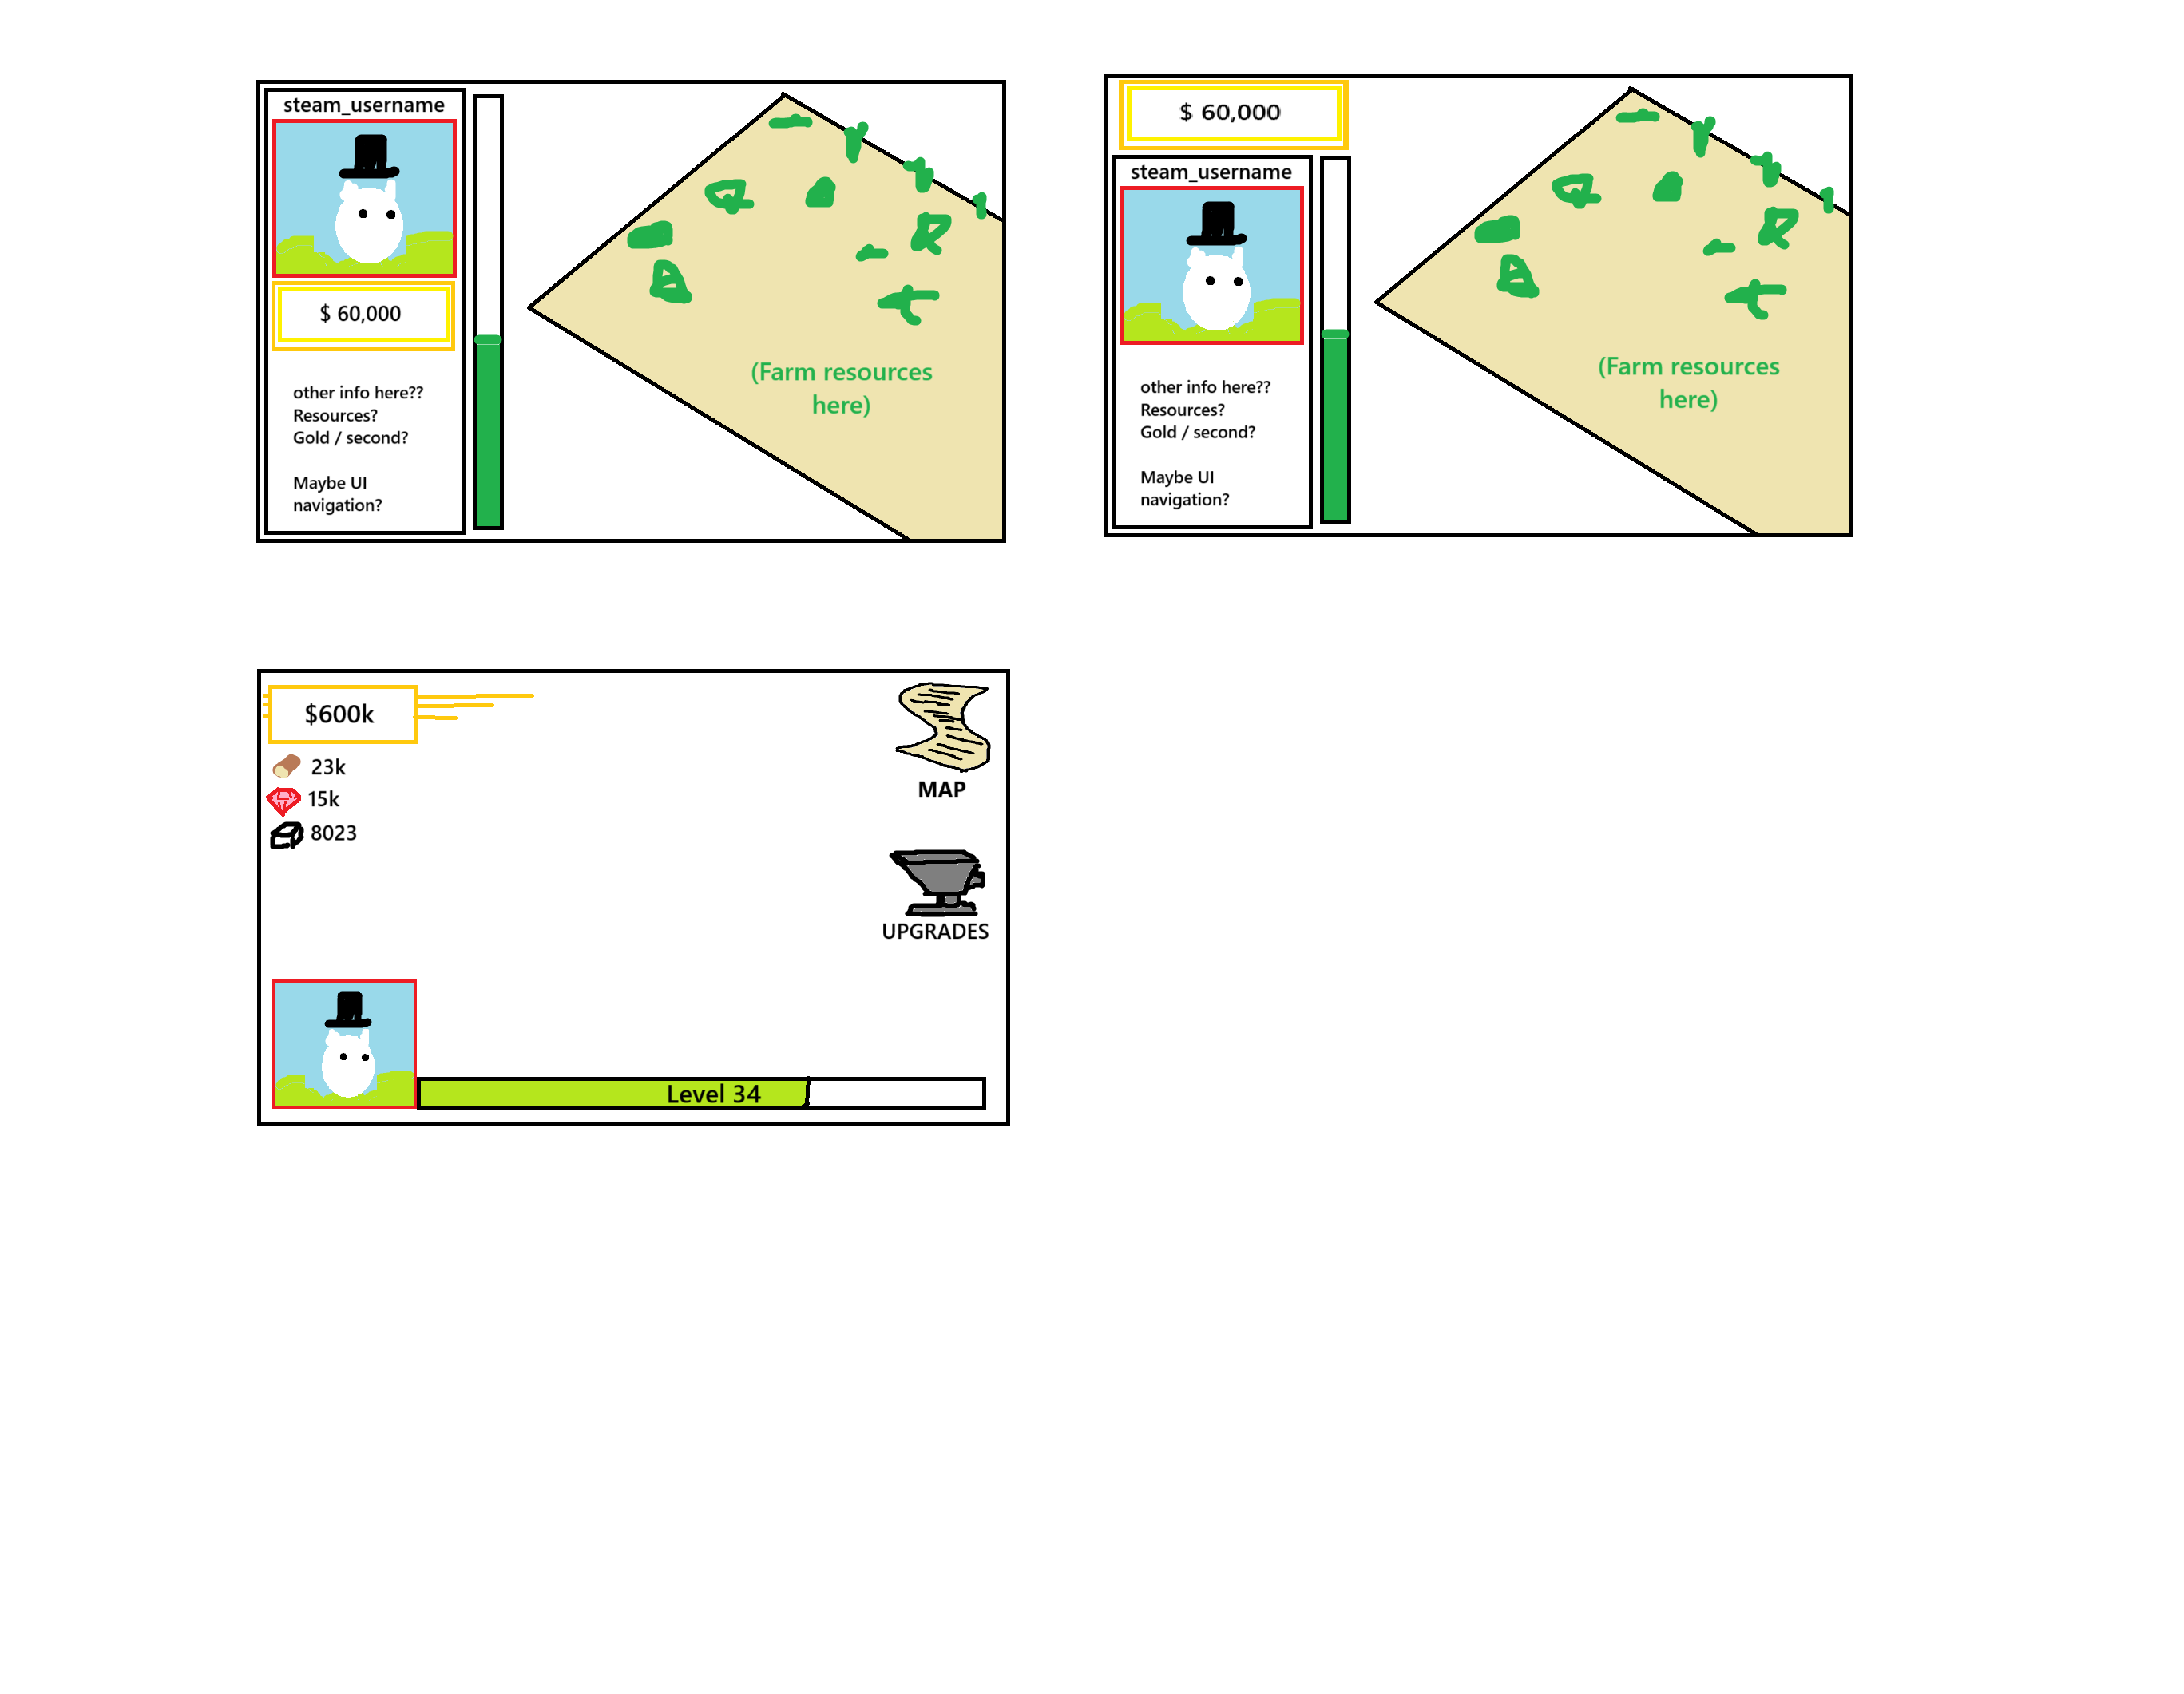 steam_username
$ 60,000
other info here??
Resources?
Gold / second?
Maybe UI
navigation?
(Farm resources
here)
$ 60,000
steam_username
other info here??
Resources?
Gold / second?
Maybe UI
navigation?
(Farm resources
here)
$600k
23k
15k
8023
MAP
UPGRADES
Level 34